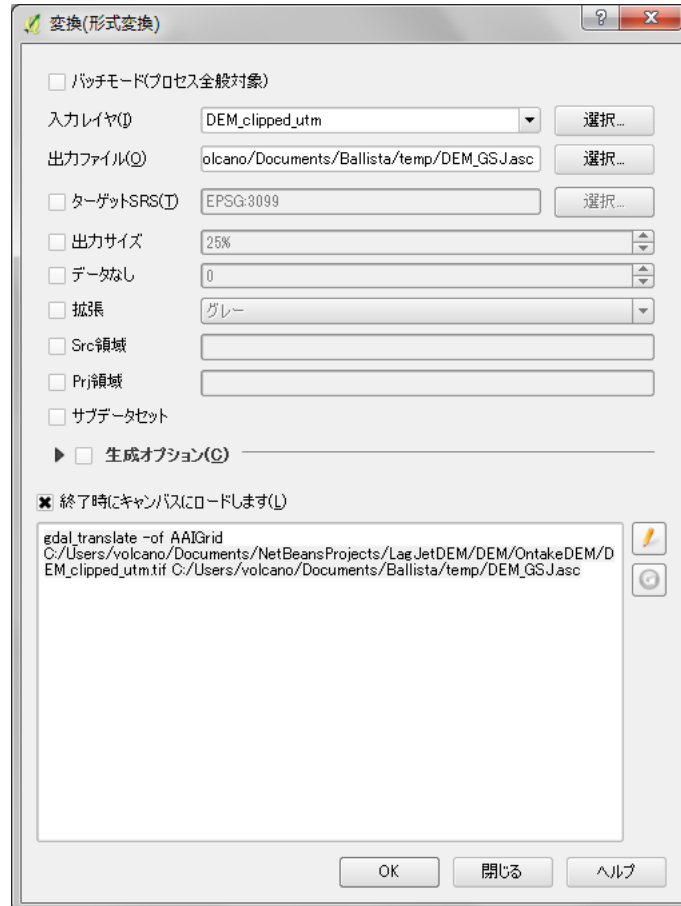 変換(形式変換)
バッチモード(プロセス全般対象)
入力レイヤ(I) DEM_clipped_utm 選択...
出力ファイル(O) olcano/Documents/Ballista/temp/DEM_GSJ.asc 選択...
ターゲットSRS(T) EPSG:3099 選択...
出力サイズ 25%
データなし 0
拡張 グレー
Src領域
Prj領域
サブデータセット
生成オプション(C)
終了時にキャンバスにロードします(L)
gdal_translate -of AAIGrid
C:/Users/volcano/Documents/NetBeansProjects/LagJetDEM/DEM/OntakeDEM/D
EM_clipped_utm.tif C:/Users/volcano/Documents/Ballista/temp/DEM_GSJ.asc
OK 閉じる ヘルプ